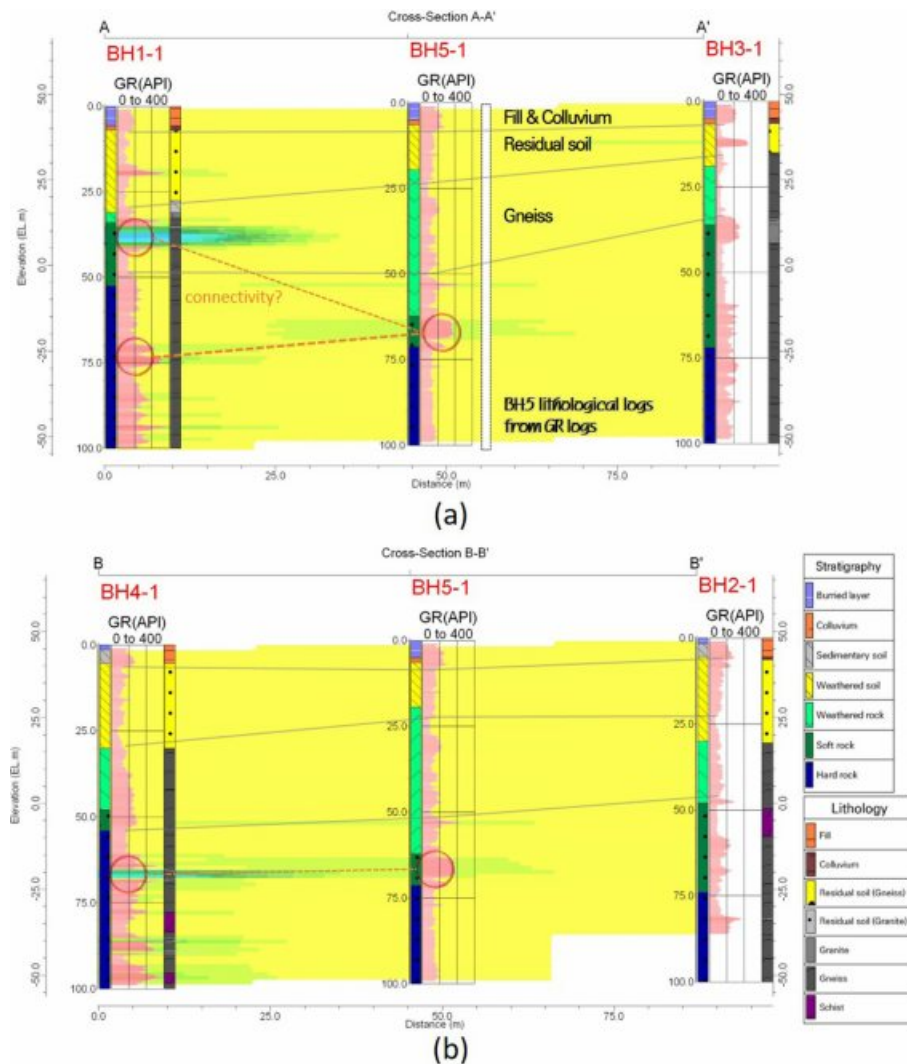 Cross-Section A-A'
A A'
BH1-1 BH5-1 BH3-1
GR(API) GR(API) GR(API)
0 to 400 0 to 400 0 to 400
50.0 0.0 0.0 0.0 50.0
Fill & Colluvium
Residual soil
25.0 25.0 25.0 25.0 25.0
Gneiss
Elevation (EL.m)
0.0 50.0 50.0 50.0 0.0
connectivity?
-25.0 75.0 75.0 75.0 -25.0
BH5 lithological logs
from GR logs
-50.0 100.0 100.0 100.0 -50.0
0.0 25.0 50.0 75.0
Distance (m)
(a)
Cross-Section B-B'
B B'
BH4-1 BH5-1 BH2-1
GR(API) GR(API) GR(API)
0 to 400 0 to 400 0 to 400
50.0 0.0 0.0 0.0 50.0
25.0 25.0 25.0 25.0 25.0
Elevation (EL.m)
0.0 50.0 50.0 50.0 0.0
-25.0 75.0 75.0 75.0 -25.0
-50.0 100.0 100.0 100.0 -50.0
0.0 25.0 50.0 75.0
Distance (m)
(b)
Stratigraphy
Burried layer
Colluvium
Sedimentary soil
Weathered soil
Weathered rock
Soft rock
Hard rock
Lithology
Fill
Colluvium
Residual soil (Gneiss)
Residual soil (Granite)
Granite
Gneiss
Schist